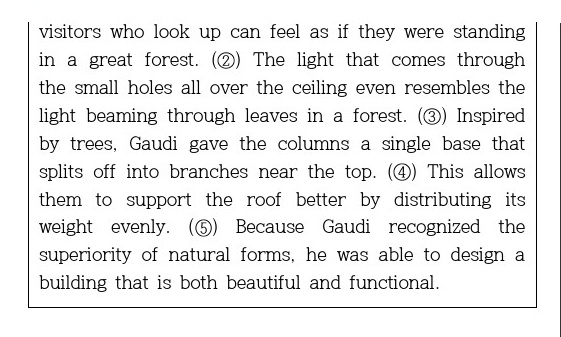 visitors who look up can feel as if they were standing
in a great forest. (②) The light that comes through
the small holes all over the ceiling even resembles the
light beaming through leaves in a forest. (③) Inspired
by trees, Gaudi gave the columns a single base that
splits off into branches near the top. (④) This allows
them to support the roof better by distributing its
weight evenly. (⑤) Because Gaudi recognized the
superiority of natural forms, he was able to design a
building that is both beautiful and functional.